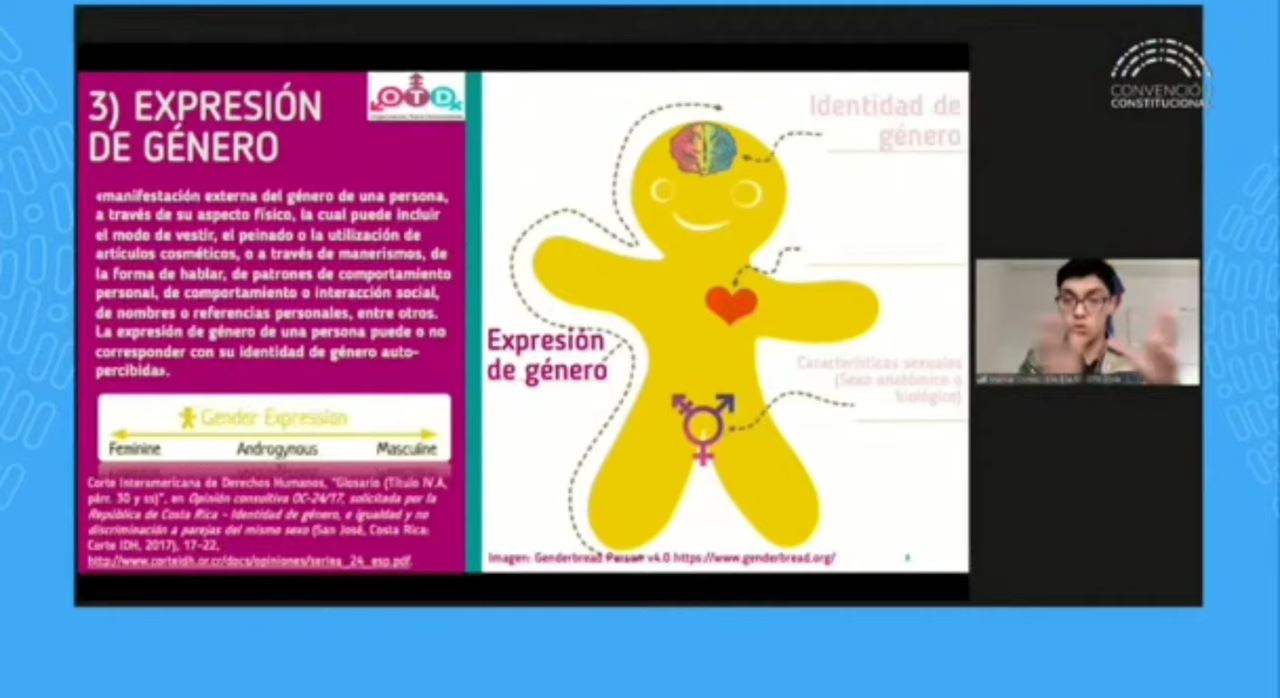 3) EXPRESIÓN
DE GÉNERO
OTDx
«manifestación externa del género de una persona,
a través de su aspecto físico, la cual puede incluir
el modo de vestir, el peinado o la utilización de
artículos cosméticos, o a través de manerismos, de
la forma de hablar, de patrones de comportamiento
personal, de comportamiento o interacción social,
de nombres o referencias personales, entre otros.
La expresión de género de una persona puede o no
corresponder con su identidad de género auto-
percibida».
Gender Expression
Feminine Androgynous Masculine
Corte Interamericana de Derechos Humanos, "Glosario (Título IV.A,
párr. 30 y ss)", en Opinión consultiva OC-24/17, solicitada por la
República de Costa Rica - Identidad de género, e igualdad y no
discriminación a parejas del mismo sexo (San José, Costa Rica:
Corte IDH, 2017), 17-22,
http://www.corteidh.or.cr/docs/opiniones/seriea_24_esp.pdf.
Identidad de
género
Expresión
de género
Características sexuales
(Sexo anatómico o
biológico)
Imagen: Genderbread Person v4.0 https://www.genderbread.org/
CONVENCIÓ
CONSTITUCIONAL